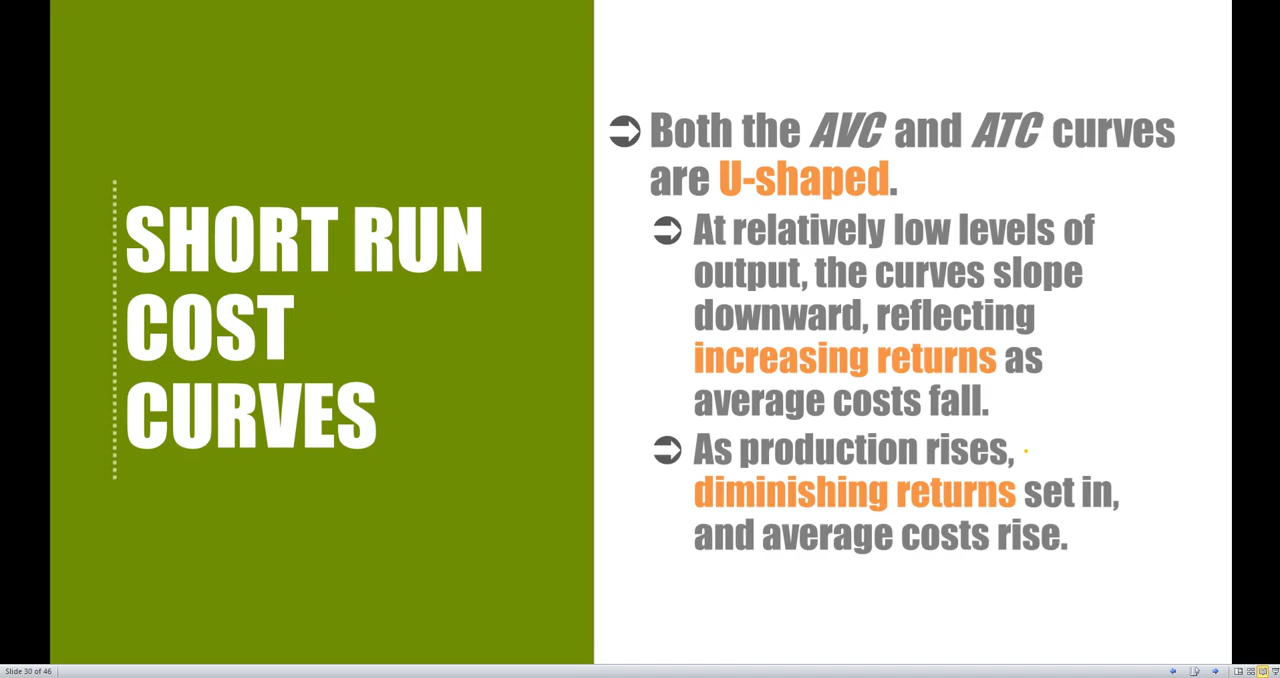 SHORT RUN
COST
CURVES
Both the AVC and ATC curves
are U-shaped.
At relatively low levels of
output, the curves slope
downward, reflecting
increasing returns as
average costs fall.
As production rises,
diminishing returns set in,
and average costs rise.
Slide 30 of 46